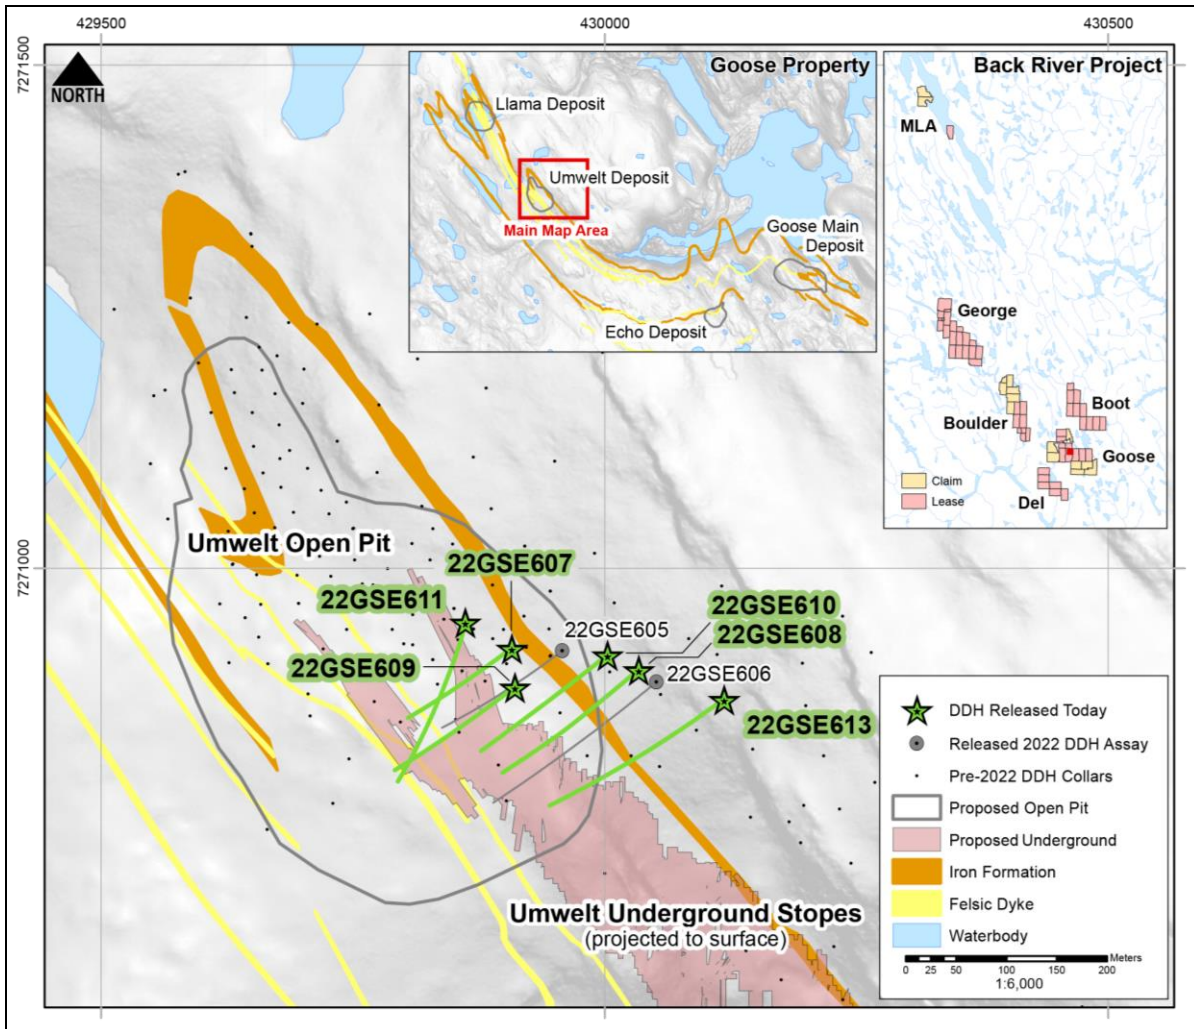 429500
430000
430500
7271500
7271000
NORTH
Goose Property
Llama Deposit
Umwelt Deposit
Main Map Area
Goose Main
Deposit
Echo Deposit
Back River Project
MLA
George
Boulder
Boot
Goose
Del
Claim
Lease
Umwelt Open Pit
22GSE607
22GSE611
22GSE610
22GSE605
22GSE608
22GSE609
22GSE606
22GSE613
Umwelt Underground Stopes
(projected to surface)
DDH Released Today
Released 2022 DDH Assay
Pre-2022 DDH Collars
Proposed Open Pit
Proposed Underground
Iron Formation
Felsic Dyke
Waterbody
Meters
0 25 50 100 150 200
1:6,000